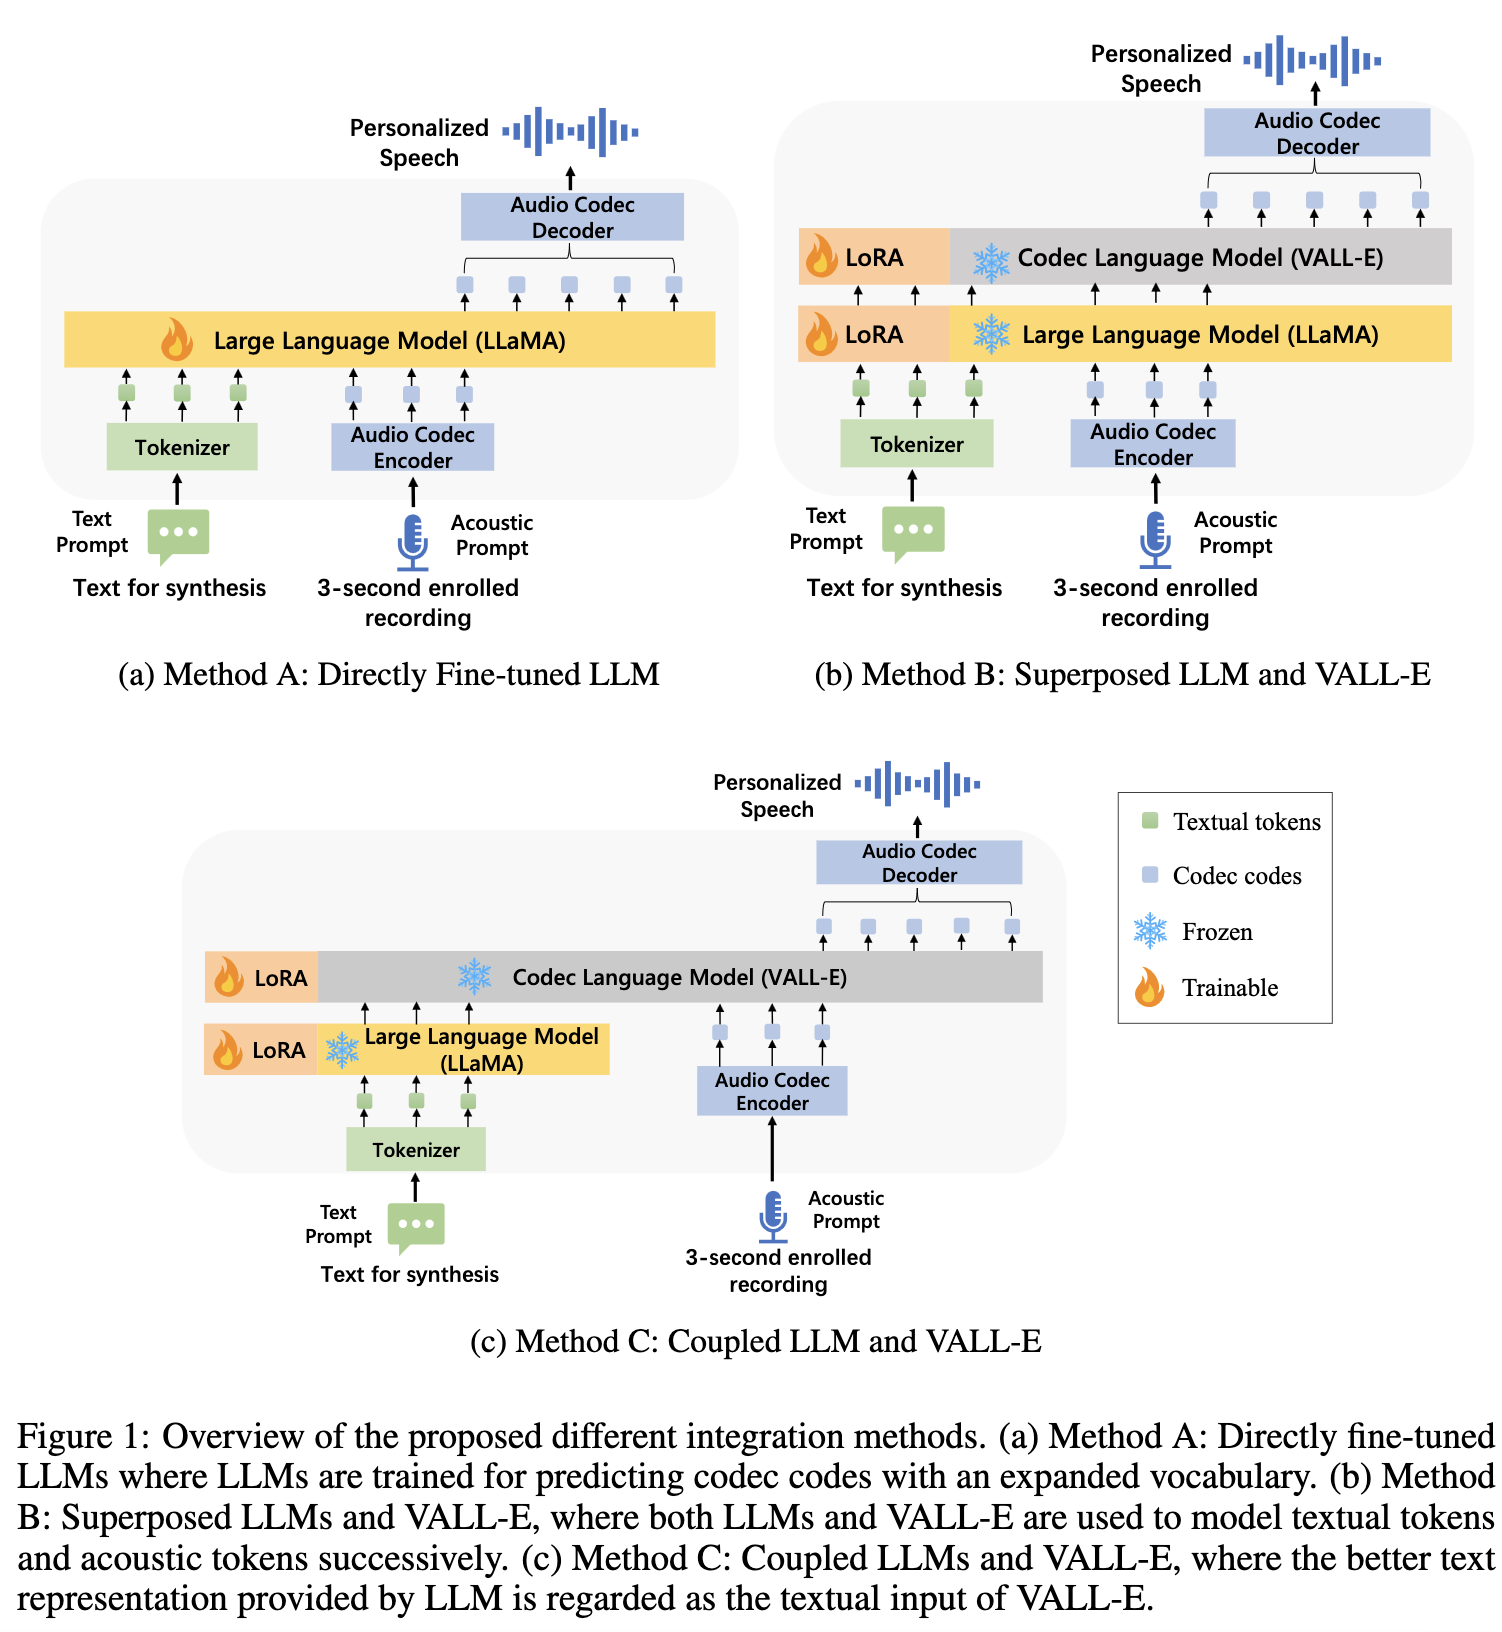 Personalized
Speech
Audio Codec
Decoder
Large Language Model (LLaMA)
Tokenizer
Audio Codec
Encoder
Text
Prompt
Acoustic
Prompt
Text for synthesis
3-second enrolled
recording
(a) Method A: Directly Fine-tuned LLM
Personalized
Speech
Audio Codec
Decoder
LoRA
Codec Language Model (VALL-E)
LoRA
Large Language Model (LLaMA)
Tokenizer
Audio Codec
Encoder
Text
Prompt
Acoustic
Prompt
Text for synthesis
3-second enrolled
recording
(b) Method B: Superposed LLM and VALL-E
Personalized
Speech
Audio Codec
Decoder
LoRA
Codec Language Model (VALL-E)
LoRA
Large Language Model
(LLaMA)
Audio Codec
Encoder
Tokenizer
Text
Prompt
Acoustic
Prompt
Text for synthesis
3-second enrolled
recording
Textual tokens
Codec codes
Frozen
Trainable
(c) Method C: Coupled LLM and VALL-E
Figure 1: Overview of the proposed different integration methods. (a) Method A: Directly fine-tuned
LLMs where LLMs are trained for predicting codec codes with an expanded vocabulary. (b) Method
B: Superposed LLMs and VALL-E, where both LLMs and VALL-E are used to model textual tokens
and acoustic tokens successively. (c) Method C: Coupled LLMs and VALL-E, where the better text
representation provided by LLM is regarded as the textual input of VALL-E.